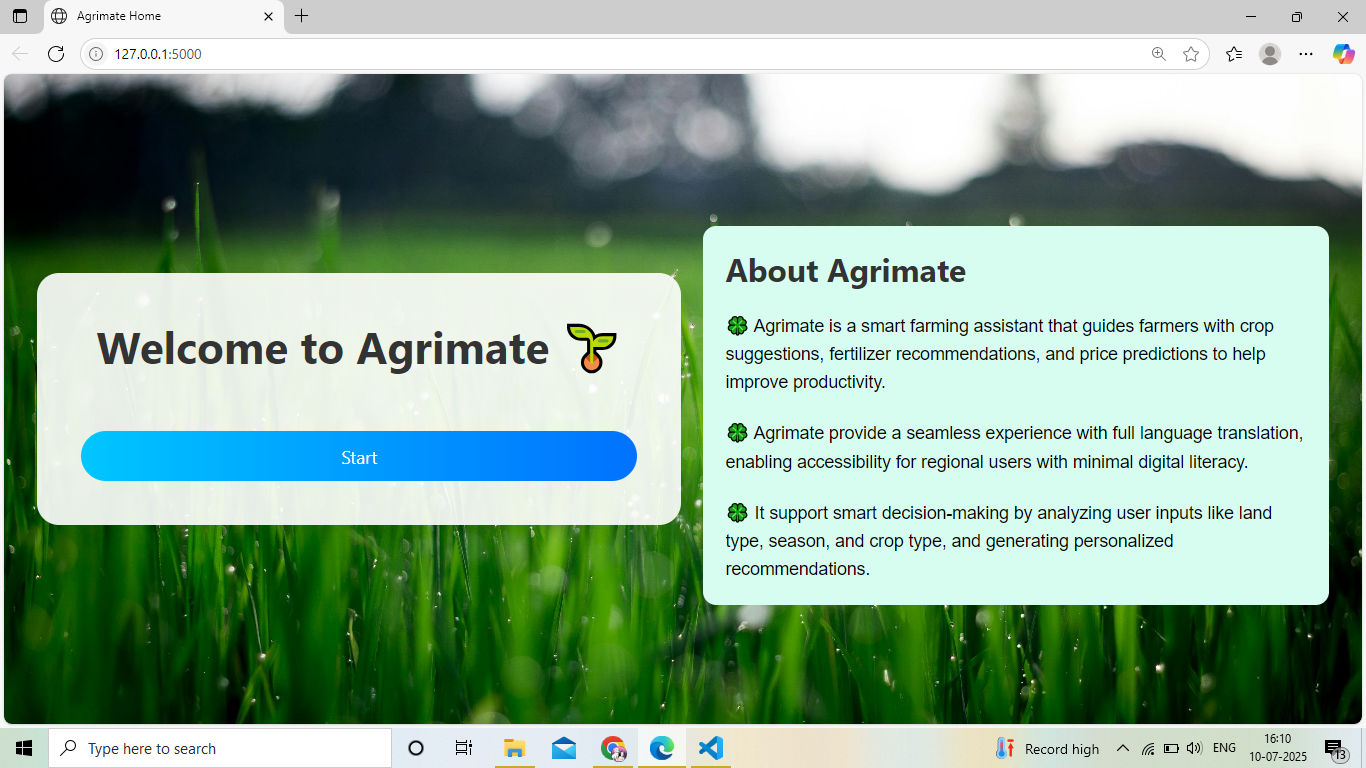 Agrimate Home
127.0.0.1:5000
Welcome to Agrimate
Start
About Agrimate
Agrimate is a smart farming assistant that guides farmers with crop
suggestions, fertilizer recommendations, and price predictions to help
improve productivity.
Agrimate provide a seamless experience with full language translation,
enabling accessibility for regional users with minimal digital literacy.
It support smart decision-making by analyzing user inputs like land
type, season, and crop type, and generating personalized
recommendations.
Type here to search
Record high
ENG
16:10
10-07-2025
13